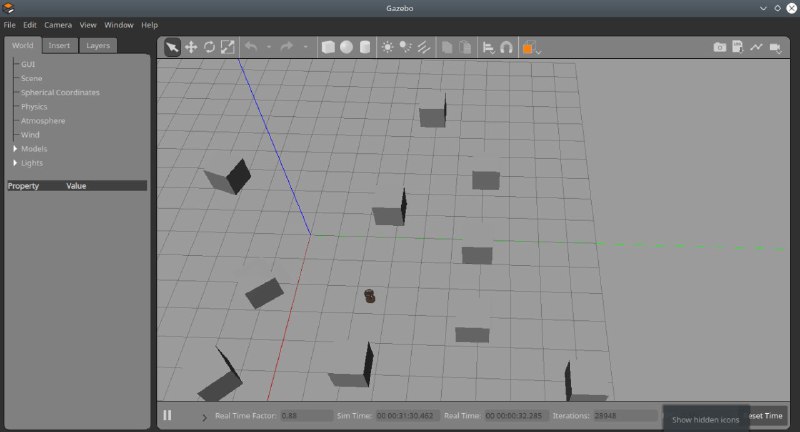 Gazebo
File Edit Camera View Window Help
World Insert Layers
GUI
Scene
Spherical Coordinates
Physics
Atmosphere
Wind
Models
Lights
Property Value
Real Time Factor: 0.88 Sim Time: 00 00:31:30.462 Real Time: 00 00:00:32.285 Iterations: 28948 eset Time
Show hidden icons